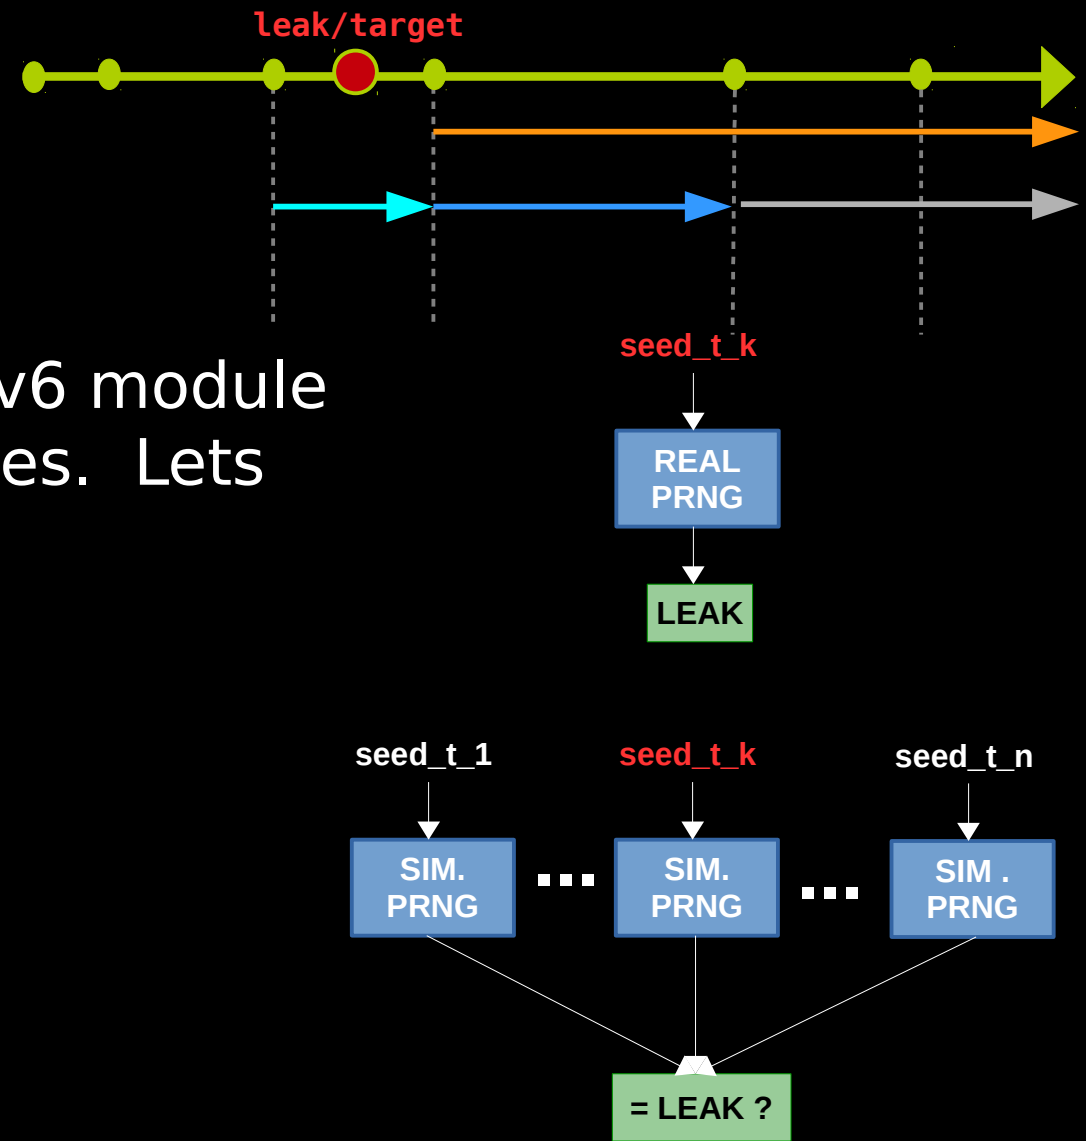 leak/target
v6 module
es. Lets
seed_t_k
REAL
PRNG
LEAK
seed_t_1
seed_t_k
seed_t_n
SIM.
PRNG
SIM.
PRNG
SIM .
PRNG
= LEAK ?